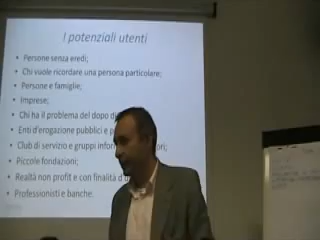 I potenziali utenti
• Persone senza eredi;
• Chi vuole ricordare una persona particolare;
• Persone e famiglie;
• Imprese;
• Chi ha il problema del dopo di
• Enti d'erogazione pubblici e p
• Club di servizio e gruppi infor ori;
• Piccole fondazioni;
• Realtà non profit e con finalità d'u
• Professionisti e banche.